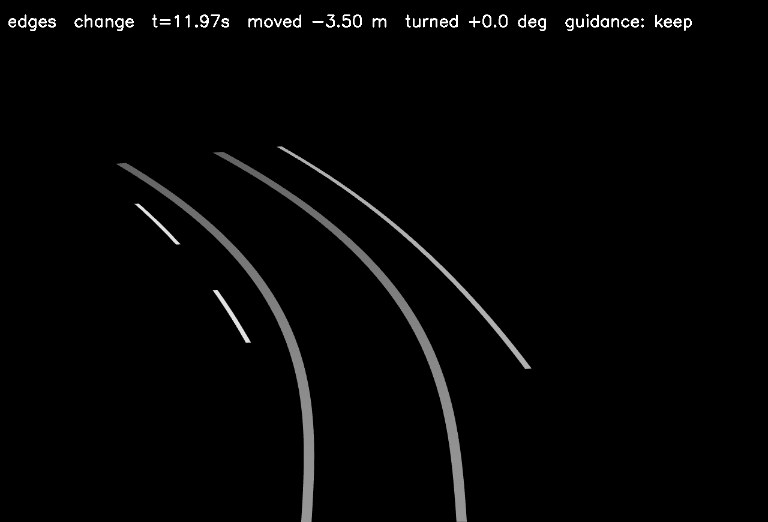 edges change t=11.97s moved −3.50 m turned +0.0 deg guidance: keep